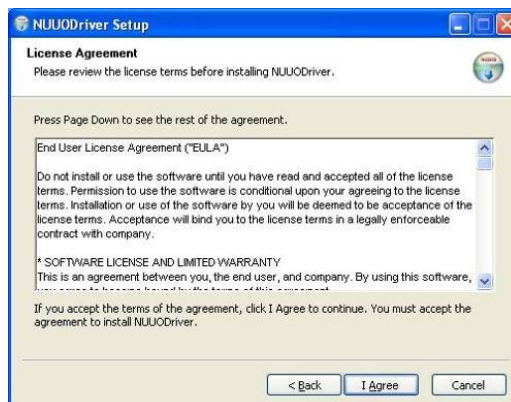 NUUODriver Setup
License Agreement
Please review the license terms before installing NUUODriver.
Press Page Down to see the rest of the agreement.
End User License Agreement ("EULA")
Do not install or use the software until you have read and accepted all of the license
terms. Permission to use the software is conditional upon your agreeing to the license
terms. Installation or use of the software by you will be deemed to be acceptance of the
license terms. Acceptance will bind you to the license terms in a legally enforceable
contract with company.
* SOFTWARE LICENSE AND LIMITED WARRANTY
This is an agreement between you, the end user, and company. By using this software,
If you accept the terms of the agreement, click I Agree to continue. You must accept the
agreement to install NUUODriver.
< Back
I Agree
Cancel